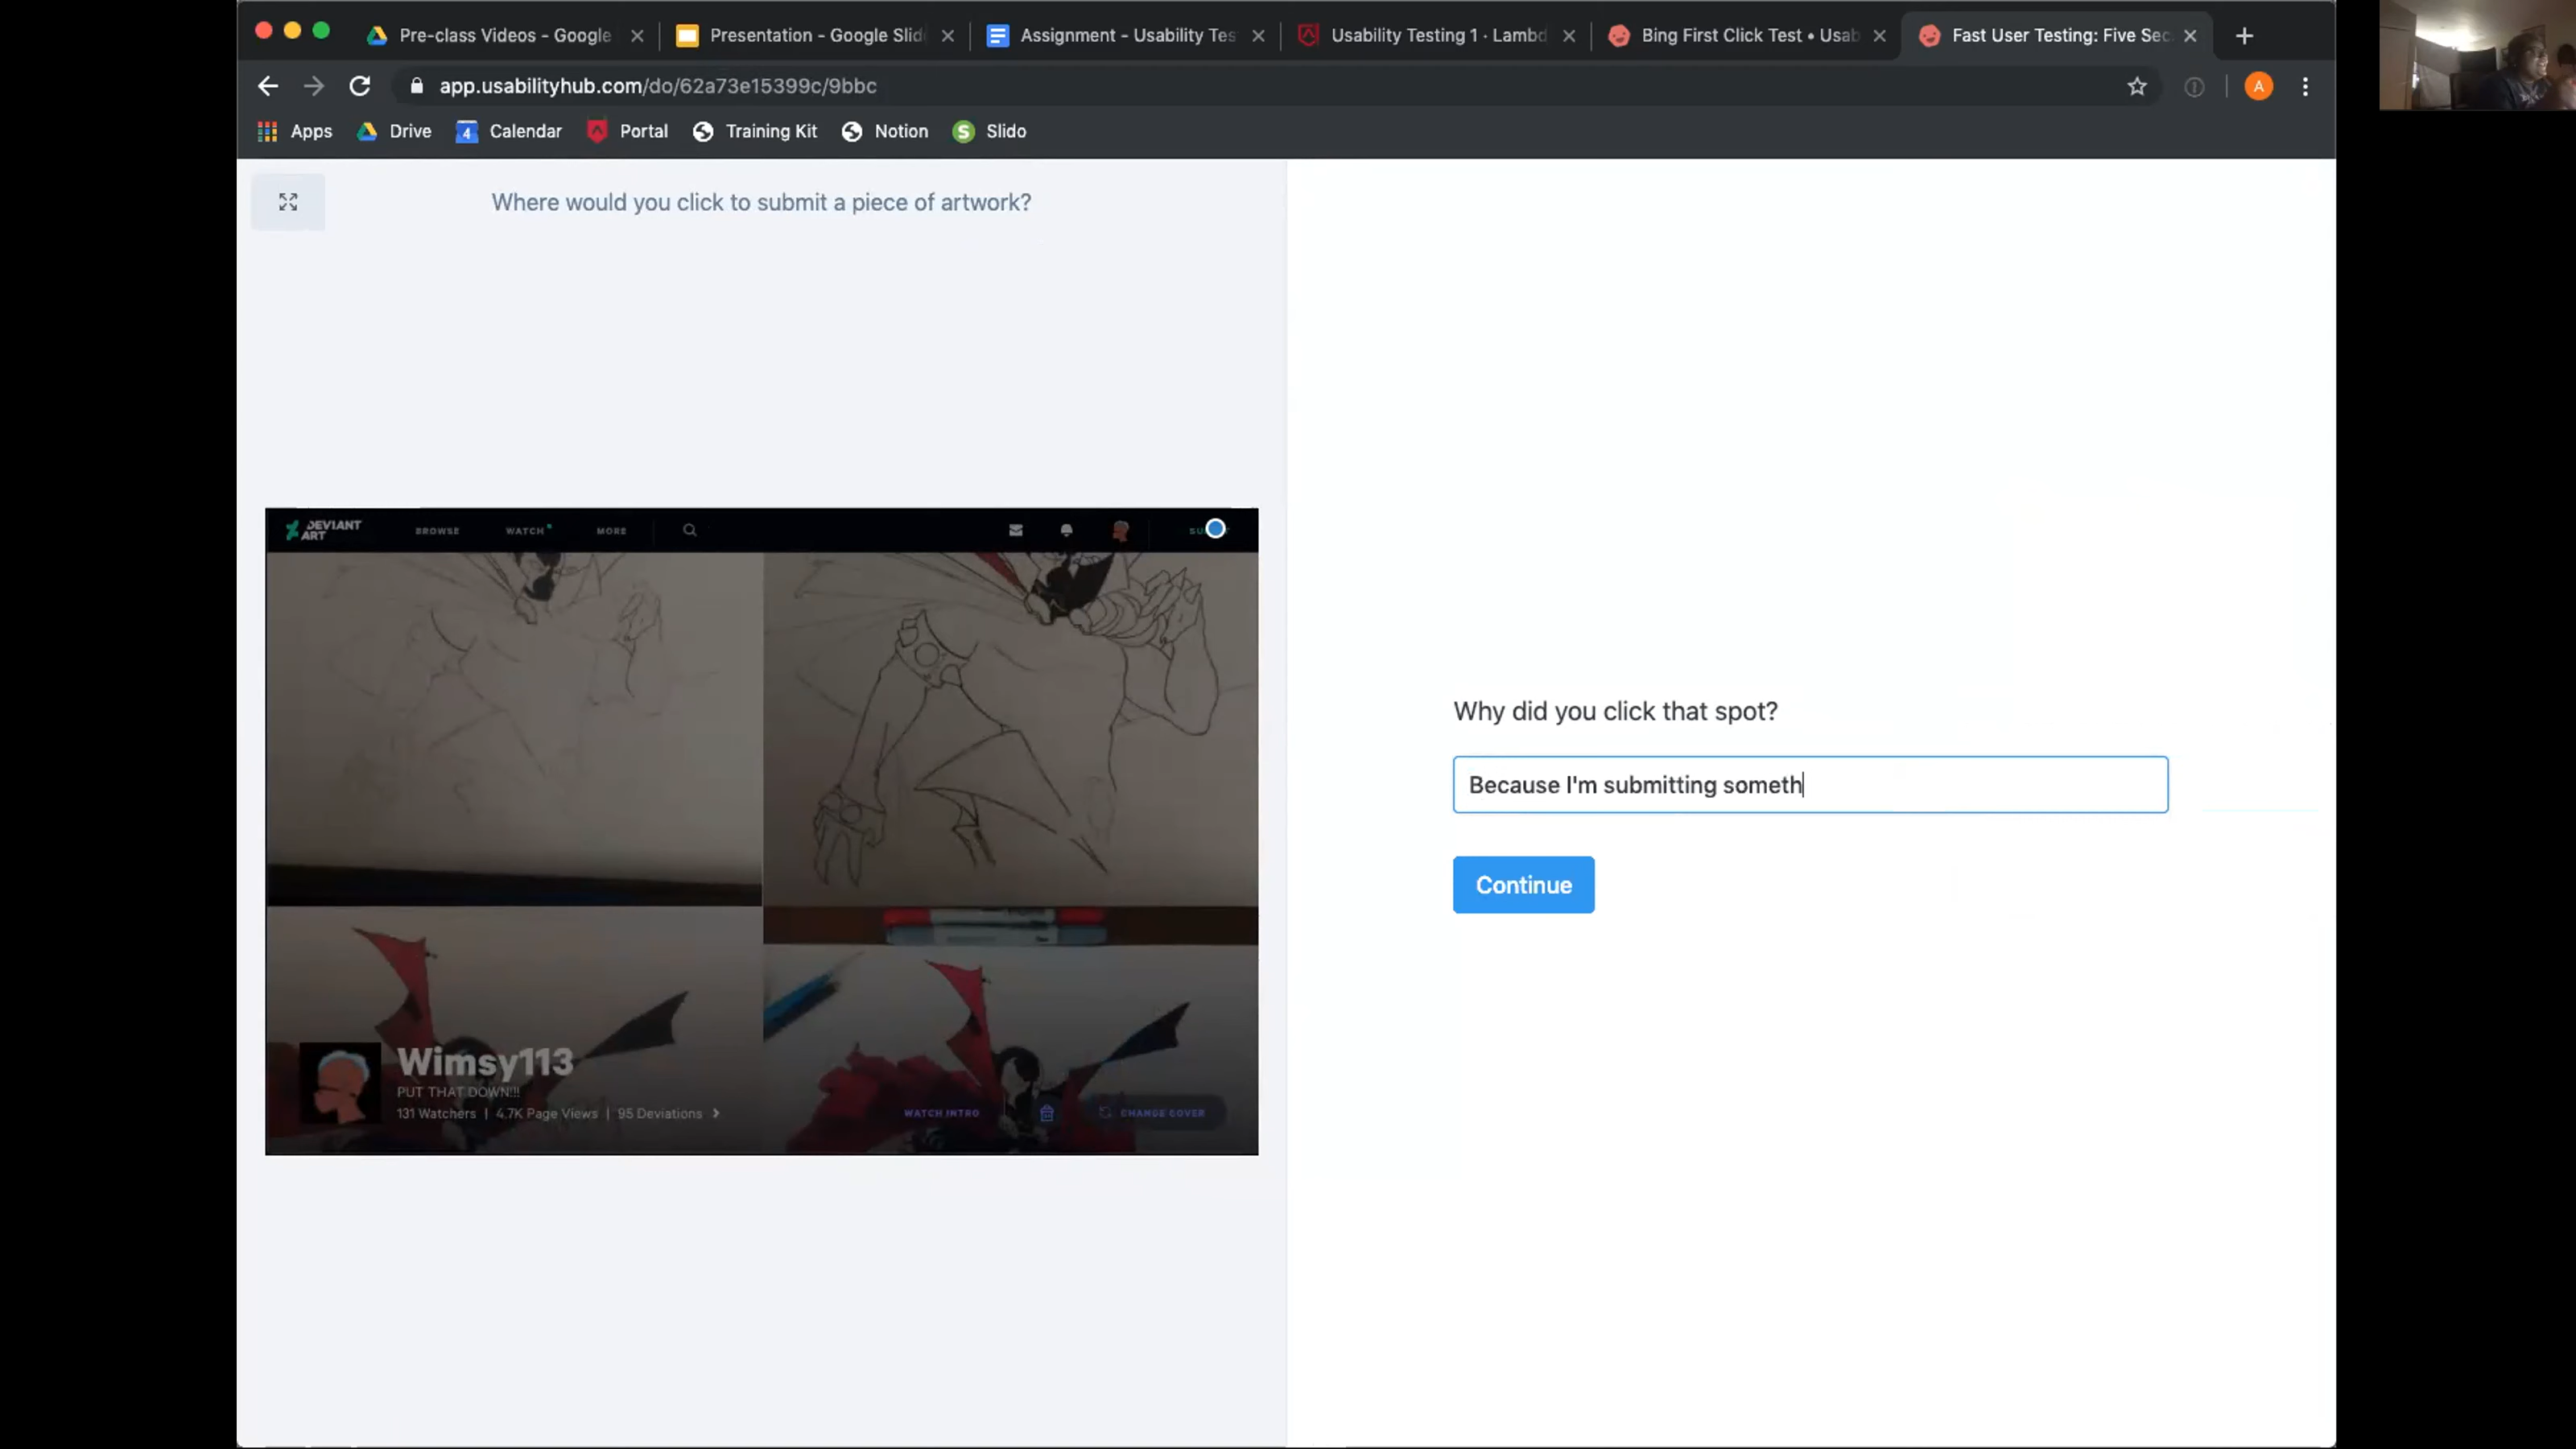 Pre-class Videos - Google
Presentation - Google Slid
Assignment - Usability Tes
Usability Testing 1 · Lambd
Bing First Click Test • Usab
Fast User Testing: Five Sec
app.usabilityhub.com/do/62a73e15399c/9bbc
A
Apps
4
Drive
Calendar
Portal
Training Kit
Notion
S
Slido
Where would you click to submit a piece of artwork?
DEVIANT
ART
BROWSE
WATCH
MORE
SU
Wimsy113
PUT THAT DOWN!!!
131 Watchers | 4.7K Page Views | 95 Deviations
WATCH INTRO
CHANGE COVER
Why did you click that spot?
Because I'm submitting someth
Continue